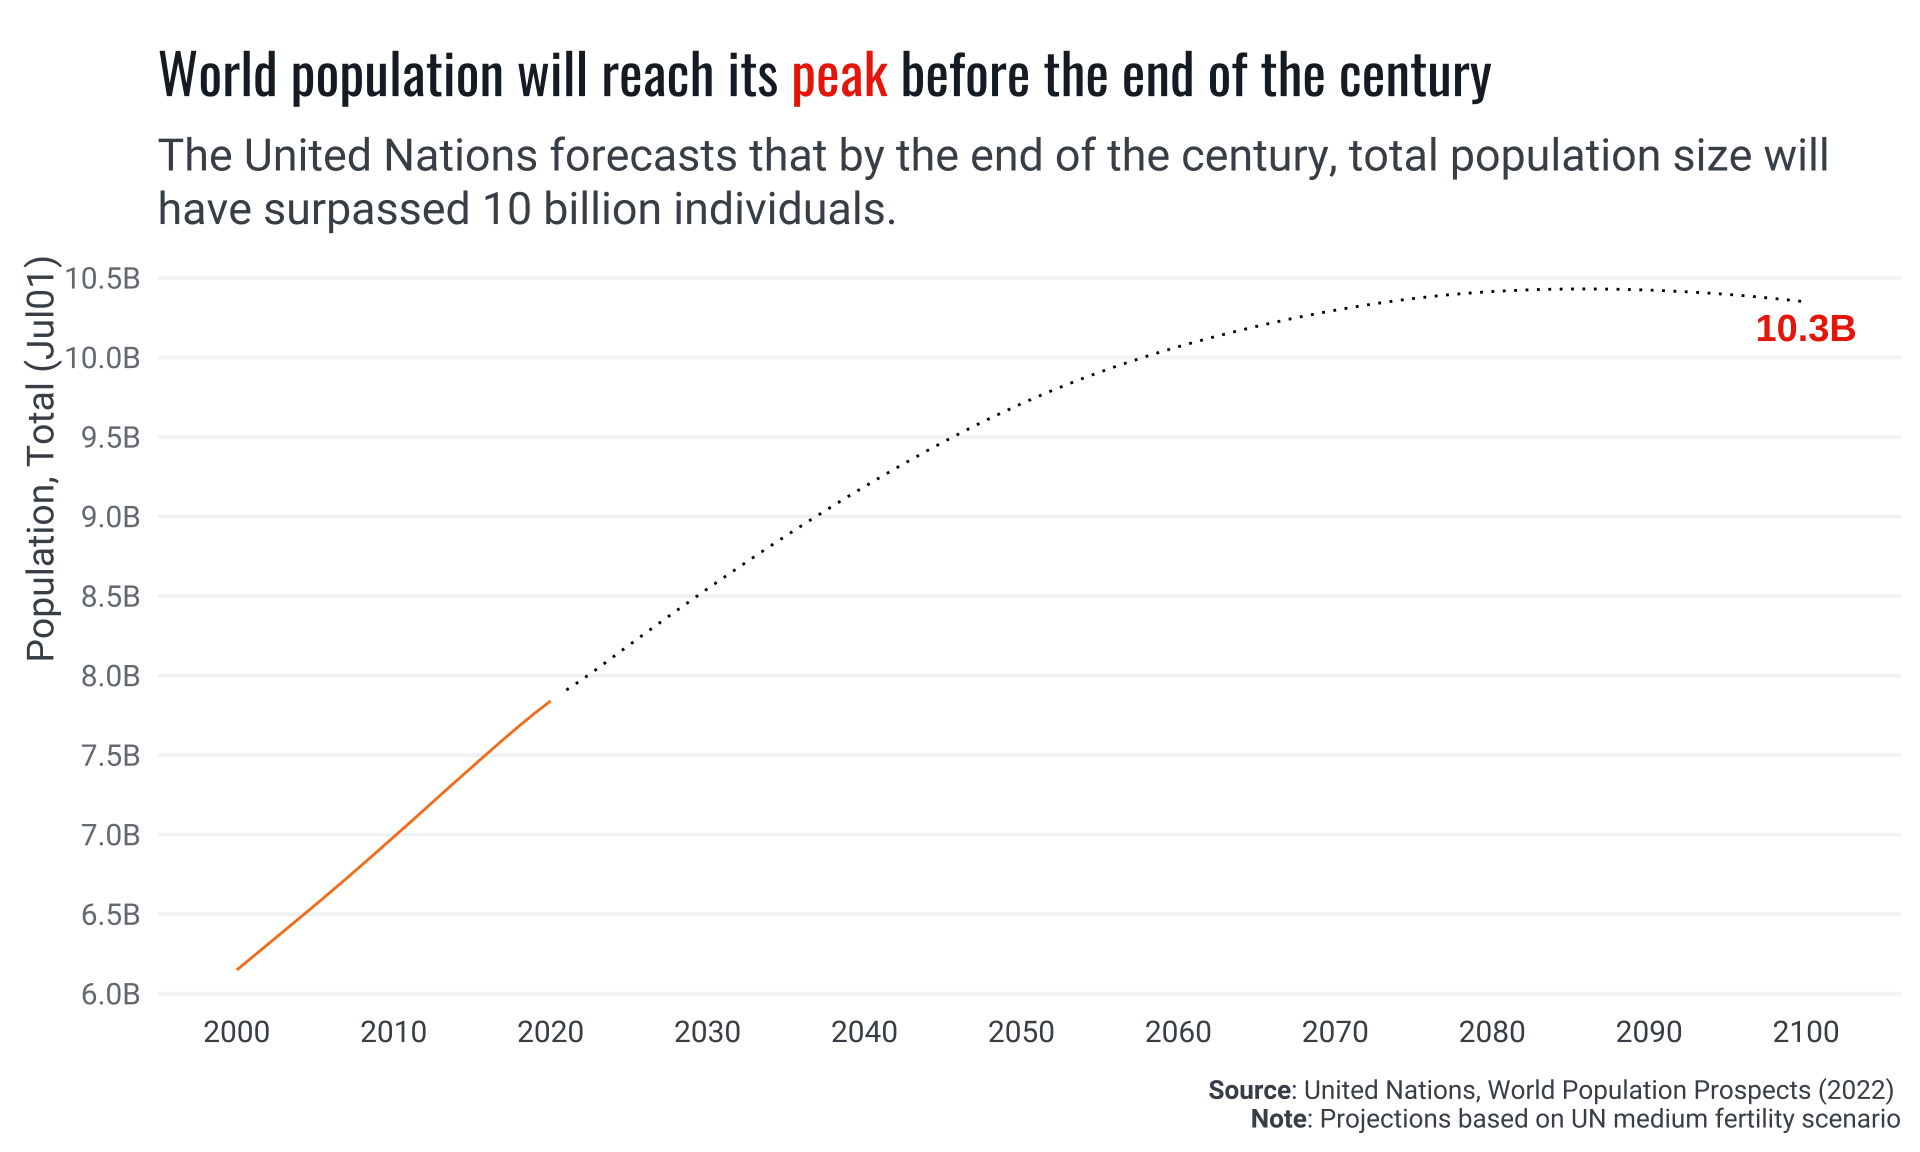 World population will reach its peak before the end of the century
The United Nations forecasts that by the end of the century, total population size will
have surpassed 10 billion individuals.
Population, Total (Jul01)
10.5B
10.0B
9.5B
9.0B
8.5B
8.0B
7.5B
7.0B
6.5B
6.0B
10.3B
2000 2010 2020 2030 2040 2050 2060 2070 2080 2090 2100
Source: United Nations, World Population Prospects (2022)
Note: Projections based on UN medium fertility scenario